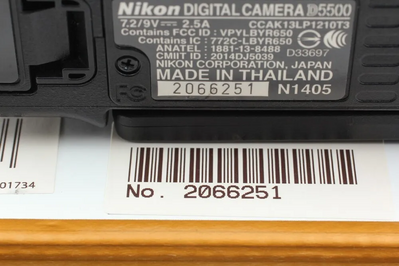 Nikon DIGITAL CAMERA D5500
7.2/9V⎓2.5A CCAK13LP1210T3
Contains FCC ID : VPYLBYR650
Contains IC : 772C-LBYR650
ANATEL : 1881-13-8488
CMIIT ID : 2014DJ5039 D33697
NIKON CORPORATION, JAPAN
MADE IN THAILAND
2066251 N1405
FC
01734
No. 2066251